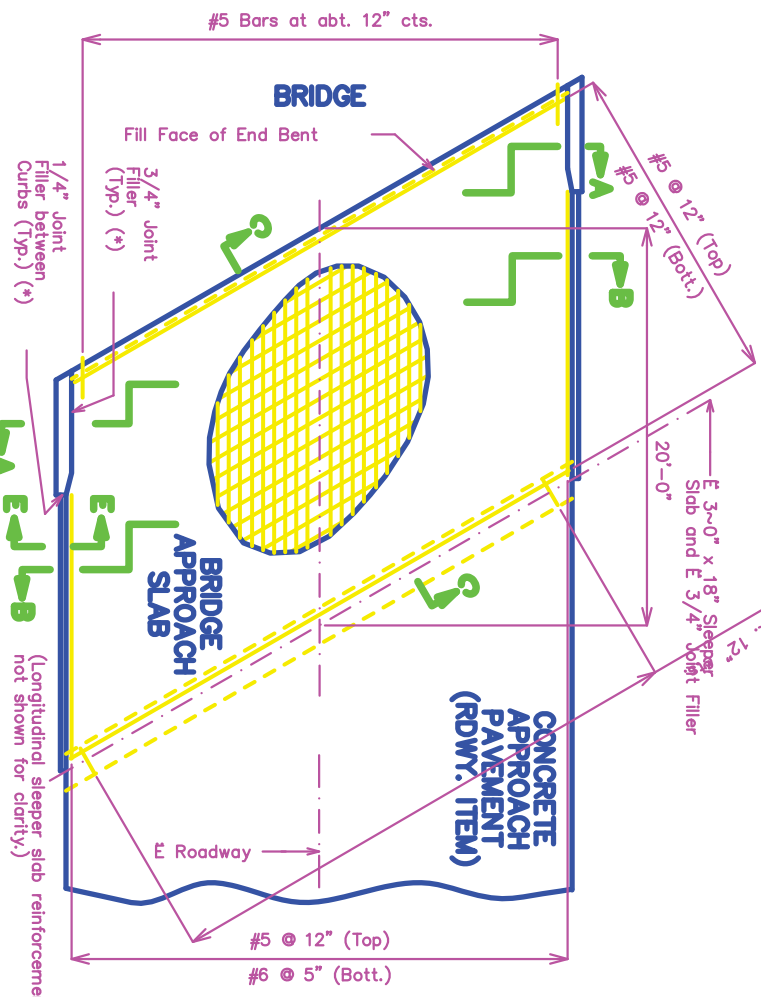 #5 Bars at abt. 12" cts.
BRIDGE
Fill Face of End Bent
3/4" Joint
Filler
(Typ.) (*)
1/4" Joint
Filler between
Curbs (Typ.) (*)
#5 @ 12" (Top)
#5 @ 12" (Bott.)
A
B
C
20'-0"
Ë 3~0" x 18" Sleeper
Slab and Ë 3/4" Joint Filler
12"
A
E
E
B
C
BRIDGE
APPROACH
SLAB
CONCRETE
APPROACH
PAVEMENT
(RDWY. ITEM)
(Longitudinal sleeper slab reinforceme
not shown for clarity.)
Ë Roadway
#5 @ 12" (Top)
#6 @ 5" (Bott.)